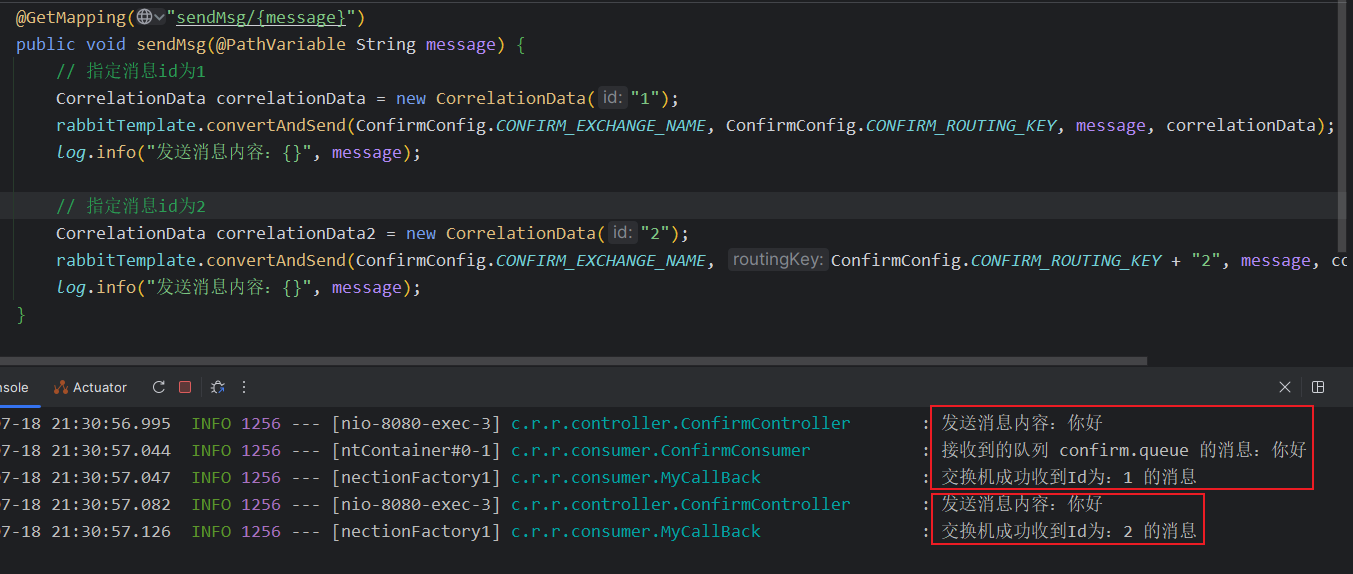 @GetMapping("sendMsg/{message}")
public void sendMsg(@PathVariable String message) {
// 指定消息id为1
CorrelationData correlationData = new CorrelationData( id: "1");
rabbitTemplate.convertAndSend(ConfirmConfig.CONFIRM_EXCHANGE_NAME, ConfirmConfig.CONFIRM_ROUTING_KEY, message, correlationData);
log.info("发送消息内容：{}", message);
// 指定消息id为2
CorrelationData correlationData2 = new CorrelationData( id: "2");
rabbitTemplate.convertAndSend(ConfirmConfig.CONFIRM_EXCHANGE_NAME, routingKey: ConfirmConfig.CONFIRM_ROUTING_KEY + "2", message, co
log.info("发送消息内容：{}", message);
}
nsole Actuator
7-18 21:30:56.995 INFO 1256 --- [nio-8080-exec-3] c.r.r.controller.ConfirmController : 发送消息内容：你好
7-18 21:30:57.044 INFO 1256 --- [ntContainer#0-1] c.r.r.consumer.ConfirmConsumer : 接收到的队列 confirm.queue 的消息：你好
7-18 21:30:57.047 INFO 1256 --- [nectionFactory1] c.r.r.consumer.MyCallBack : 交换机成功收到Id为：1 的消息
7-18 21:30:57.082 INFO 1256 --- [nio-8080-exec-3] c.r.r.controller.ConfirmController : 发送消息内容：你好
7-18 21:30:57.126 INFO 1256 --- [nectionFactory1] c.r.r.consumer.MyCallBack : 交换机成功收到Id为：2 的消息